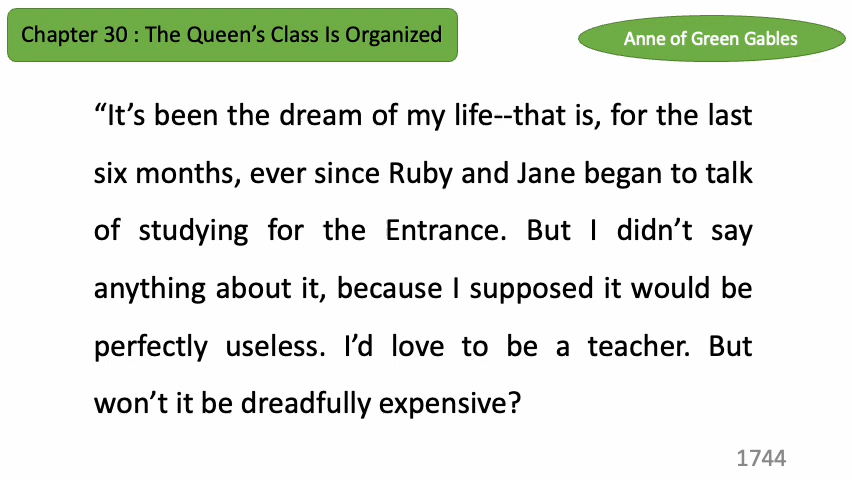 Chapter 30 : The Queen’s Class Is Organized
Anne of Green Gables
“It’s been the dream of my life--that is, for the last
six months, ever since Ruby and Jane began to talk
of studying for the Entrance. But I didn’t say
anything about it, because I supposed it would be
perfectly useless. I’d love to be a teacher. But
won’t it be dreadfully expensive?
1744